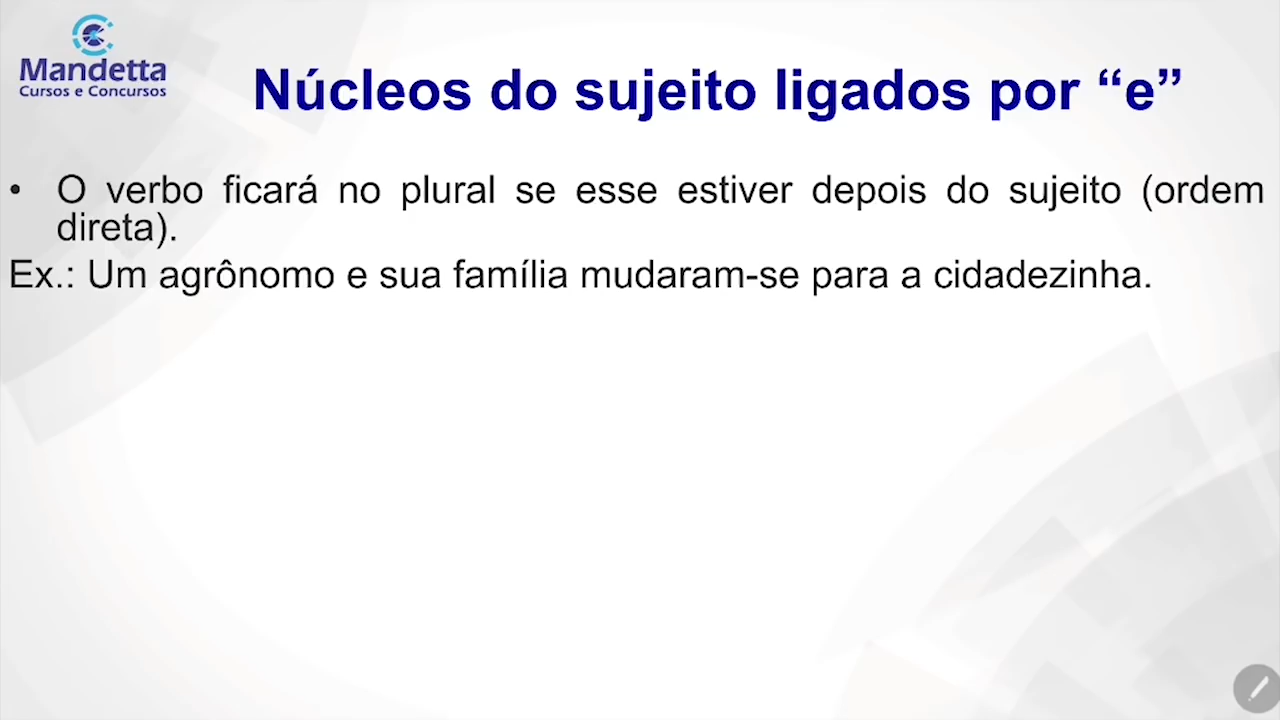 Mandetta
Cursos e Concursos
Núcleos do sujeito ligados por “e”
• O verbo ficará no plural se esse estiver depois do sujeito (ordem
direta).
Ex.: Um agrônomo e sua família mudaram-se para a cidadezinha.